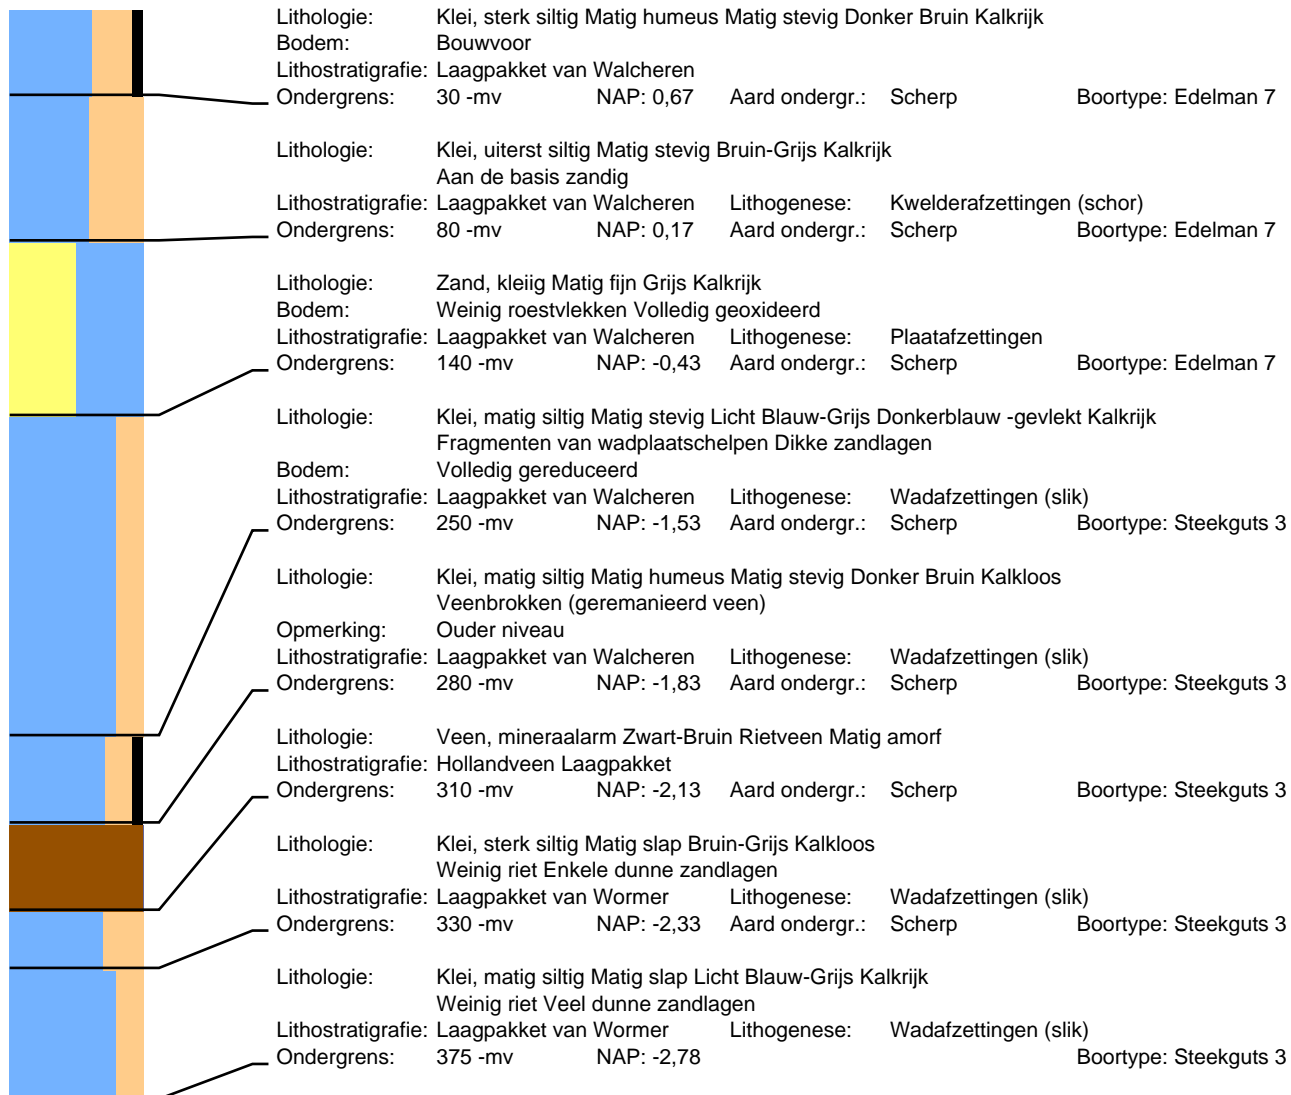 Lithologie: Klei, sterk siltig Matig humeus Matig stevig Donker Bruin Kalkrijk
Bodem: Bouwvoor
Lithostratigrafie: Laagpakket van Walcheren
Ondergrens: 30 -mv NAP: 0,67 Aard ondergr.: Scherp Boortype: Edelman 7
Lithologie: Klei, uiterst siltig Matig stevig Bruin-Grijs Kalkrijk
Aan de basis zandig
Lithostratigrafie: Laagpakket van Walcheren Lithogenese: Kwelderafzettingen (schor)
Ondergrens: 80 -mv NAP: 0,17 Aard ondergr.: Scherp Boortype: Edelman 7
Lithologie: Zand, kleiig Matig fijn Grijs Kalkrijk
Bodem: Weinig roestvlekken Volledig geoxideerd
Lithostratigrafie: Laagpakket van Walcheren Lithogenese: Plaatafzettingen
Ondergrens: 140 -mv NAP: -0,43 Aard ondergr.: Scherp Boortype: Edelman 7
Lithologie: Klei, matig siltig Matig stevig Licht Blauw-Grijs Donkerblauw -gevlekt Kalkrijk
Fragmenten van wadplaatschelpen Dikke zandlagen
Bodem: Volledig gereduceerd
Lithostratigrafie: Laagpakket van Walcheren Lithogenese: Wadafzettingen (slik)
Ondergrens: 250 -mv NAP: -1,53 Aard ondergr.: Scherp Boortype: Steekguts 3
Lithologie: Klei, matig siltig Matig humeus Matig stevig Donker Bruin Kalkloos
Veenbrokken (geremanieerd veen)
Opmerking: Ouder niveau
Lithostratigrafie: Laagpakket van Walcheren Lithogenese: Wadafzettingen (slik)
Ondergrens: 280 -mv NAP: -1,83 Aard ondergr.: Scherp Boortype: Steekguts 3
Lithologie: Veen, mineraalarm Zwart-Bruin Rietveen Matig amorf
Lithostratigrafie: Hollandveen Laagpakket
Ondergrens: 310 -mv NAP: -2,13 Aard ondergr.: Scherp Boortype: Steekguts 3
Lithologie: Klei, sterk siltig Matig slap Bruin-Grijs Kalkloos
Weinig riet Enkele dunne zandlagen
Lithostratigrafie: Laagpakket van Wormer Lithogenese: Wadafzettingen (slik)
Ondergrens: 330 -mv NAP: -2,33 Aard ondergr.: Scherp Boortype: Steekguts 3
Lithologie: Klei, matig siltig Matig slap Licht Blauw-Grijs Kalkrijk
Weinig riet Veel dunne zandlagen
Lithostratigrafie: Laagpakket van Wormer Lithogenese: Wadafzettingen (slik)
Ondergrens: 375 -mv NAP: -2,78 Boortype: Steekguts 3